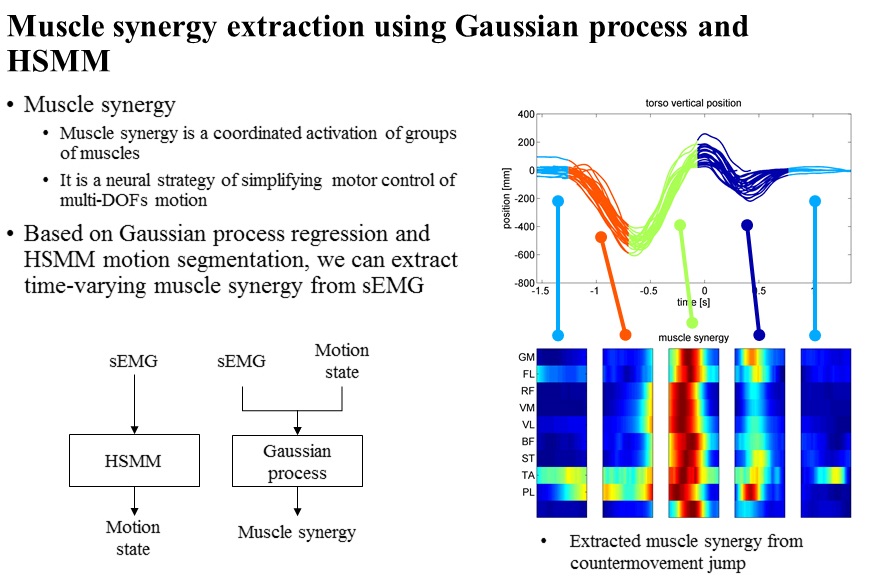 Muscle synergy extraction using Gaussian process and
HSMM
• Muscle synergy
• Muscle synergy is a coordinated activation of groups
of muscles
• It is a neural strategy of simplifying motor control of
multi-DOFs motion
• Based on Gaussian process regression and
HSMM motion segmentation, we can extract
time-varying muscle synergy from sEMG
sEMG
HSMM
Motion
state
sEMG
Motion
state
Gaussian
process
Muscle synergy
torso vertical position
position [mm]
400
200
0
-200
-400
-600
-800
-1.5
-1
-0.5
0
0.5
1
time [s]
muscle synergy
GM
FL
RF
VM
VL
BF
ST
TA
PL
• Extracted muscle synergy from
countermovement jump